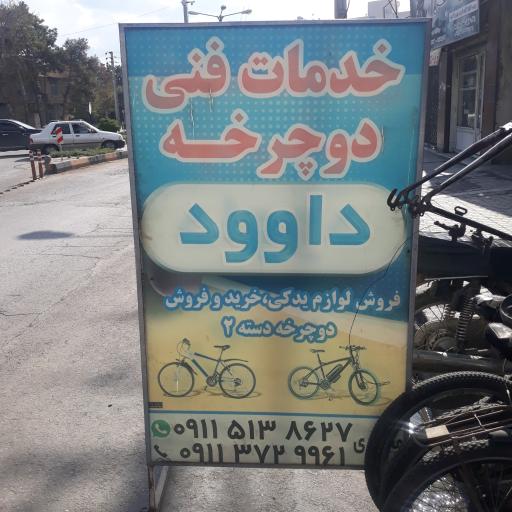 خدمات فنی
دوچرخه
داوود
فروش لوازم یدکی، خرید و فروش
دوچرخه دسته ۲
۰۹۱۱ ۵۱۳ ۸۶۲۷
۰۹۱۱ ۳۷۲ ۹۹۶۱